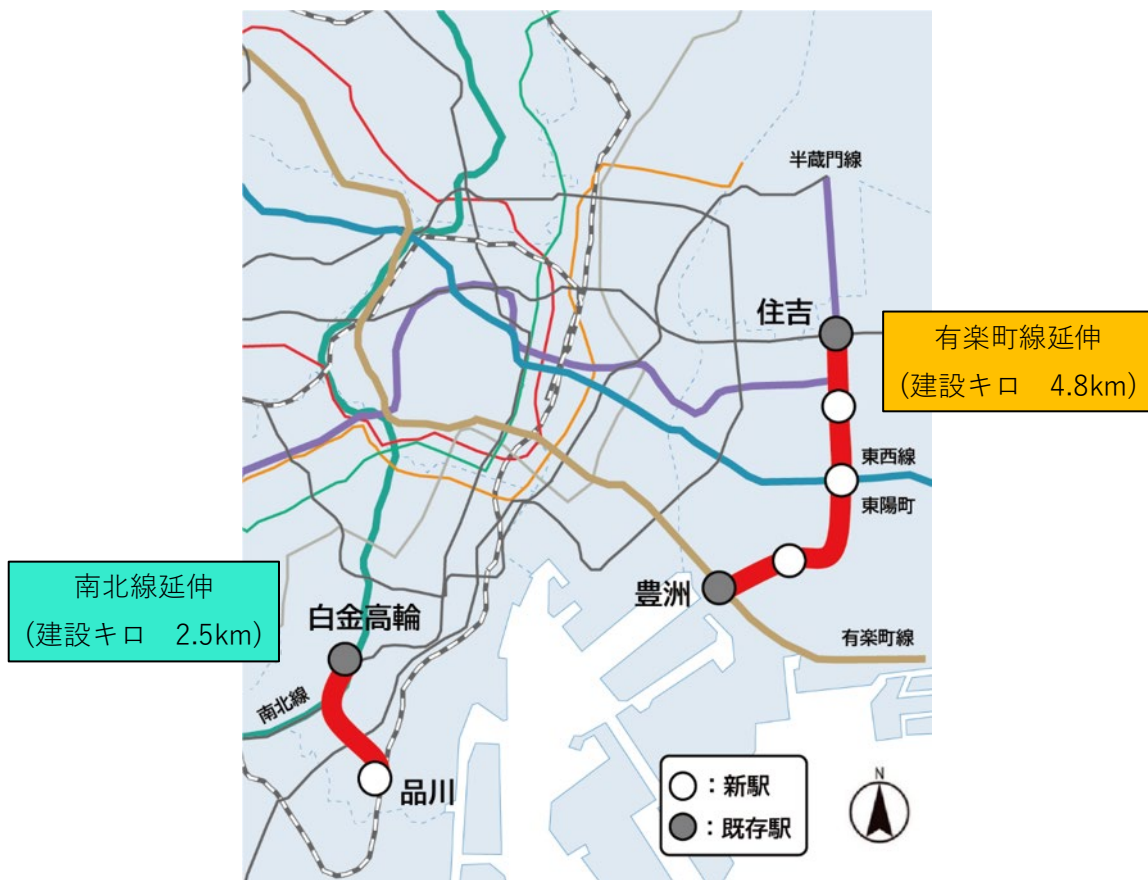 半蔵門線
住吉
有楽町線延伸
(建設キロ　4.8km)
東西線
東陽町
南北線延伸
(建設キロ　2.5km)
豊洲
白金高輪
有楽町線
南北線
品川
○：新駅
●：既存駅
N